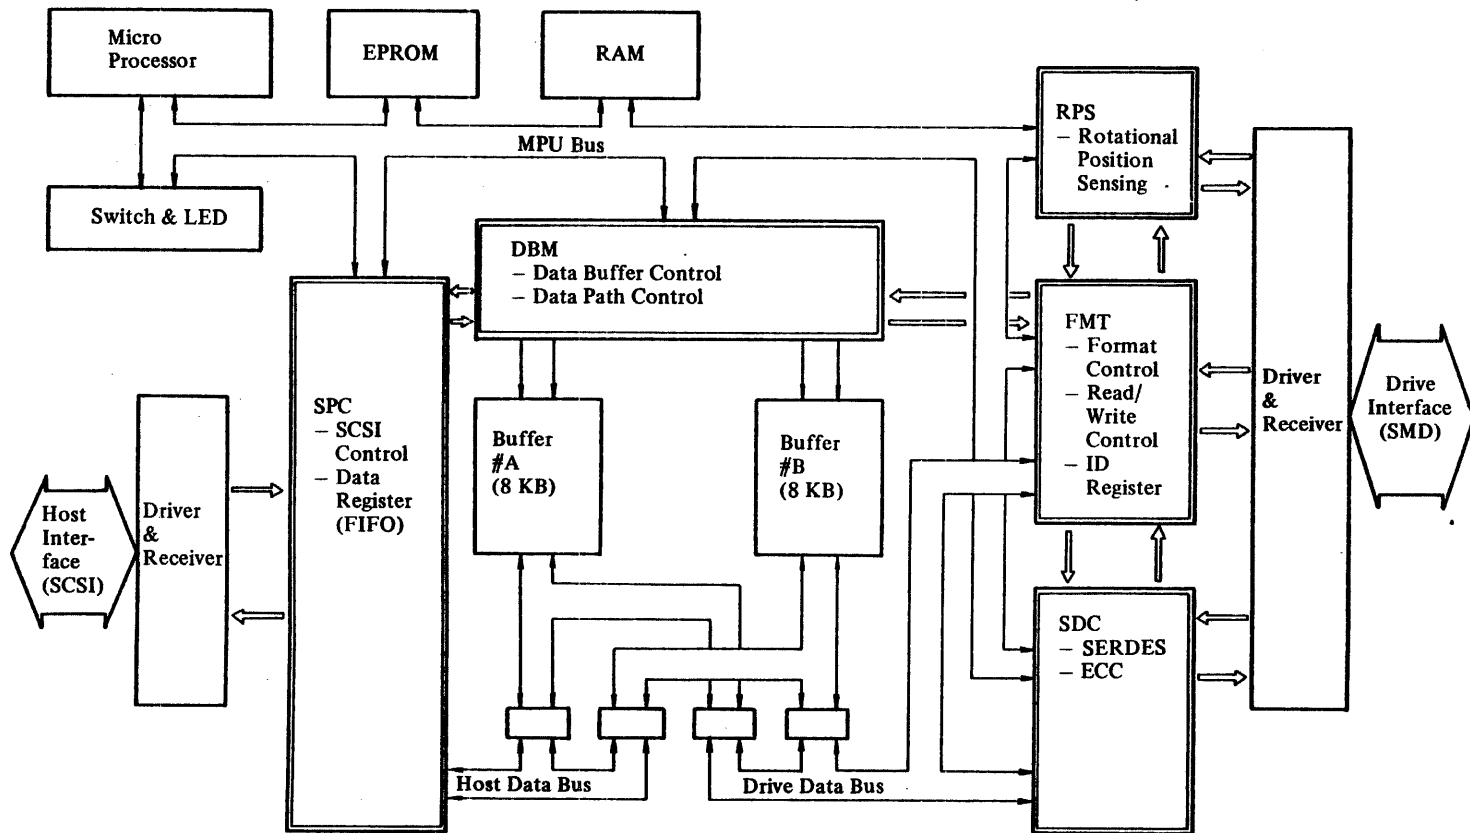 Micro
Processor
EPROM
RAM
MPU Bus
Switch & LED
RPS
– Rotational
Position
Sensing
DBM
– Data Buffer Control
– Data Path Control
FMT
– Format
Control
– Read/
Write
Control
– ID
Register
Driver
&
Receiver
Drive
Interface
(SMD)
SPC
– SCSI
Control
– Data
Register
(FIFO)
Buffer
#A
(8 KB)
Buffer
#B
(8 KB)
Host
Inter-
face
(SCSI)
Driver
&
Receiver
SDC
– SERDES
– ECC
Host Data Bus
Drive Data Bus